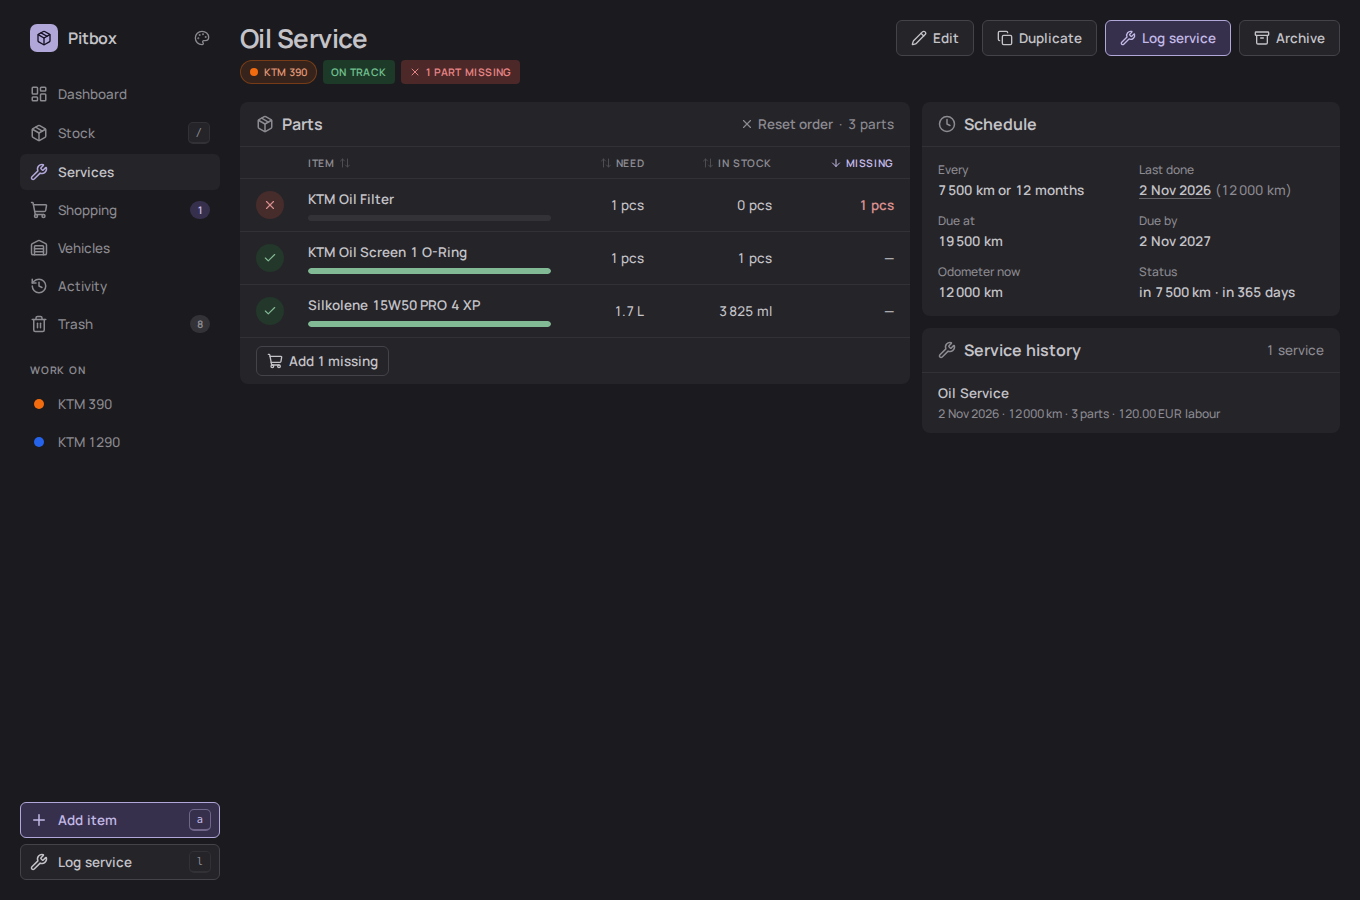 Pitbox
Dashboard
Stock /
Services
Shopping 1
Vehicles
Activity
Trash 8
WORK ON
KTM 390
KTM 1290
Add item a
Log service l
Oil Service
KTM 390 ON TRACK 1 PART MISSING
Edit Duplicate Log service Archive
Parts Reset order · 3 parts
ITEM NEED IN STOCK MISSING
KTM Oil Filter 1 pcs 0 pcs 1 pcs
KTM Oil Screen 1 O-Ring 1 pcs 1 pcs –
Silkolene 15W50 PRO 4 XP 1.7 L 3 825 ml –
Add 1 missing
Schedule
Every Last done
7 500 km or 12 months 2 Nov 2026 (12 000 km)
Due at Due by
19 500 km 2 Nov 2027
Odometer now Status
12 000 km in 7 500 km · in 365 days
Service history 1 service
Oil Service
2 Nov 2026 · 12 000 km · 3 parts · 120.00 EUR labour